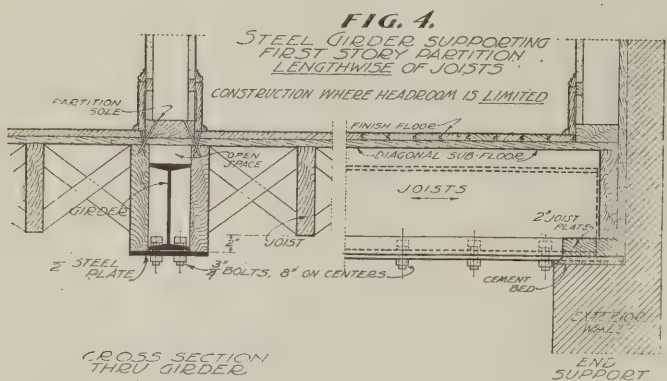 FIG. 4.
STEEL GIRDER SUPPORTING
FIRST STORY PARTITION
LENGTHWISE OF JOISTS
CONSTRUCTION WHERE HEADROOM IS LIMITED
PARTITION
SOLE
FINISH FLOOR
OPEN
SPACE
DIAGONAL SUB-FLOOR
GIRDER
JOISTS
2" JOIST
PLATE
JOIST
STEEL
PLATE
3/4" BOLTS, 8" ON CENTERS
CEMENT
BED
EXTERIOR
WALL
CROSS SECTION
THRU GIRDER
END
SUPPORT